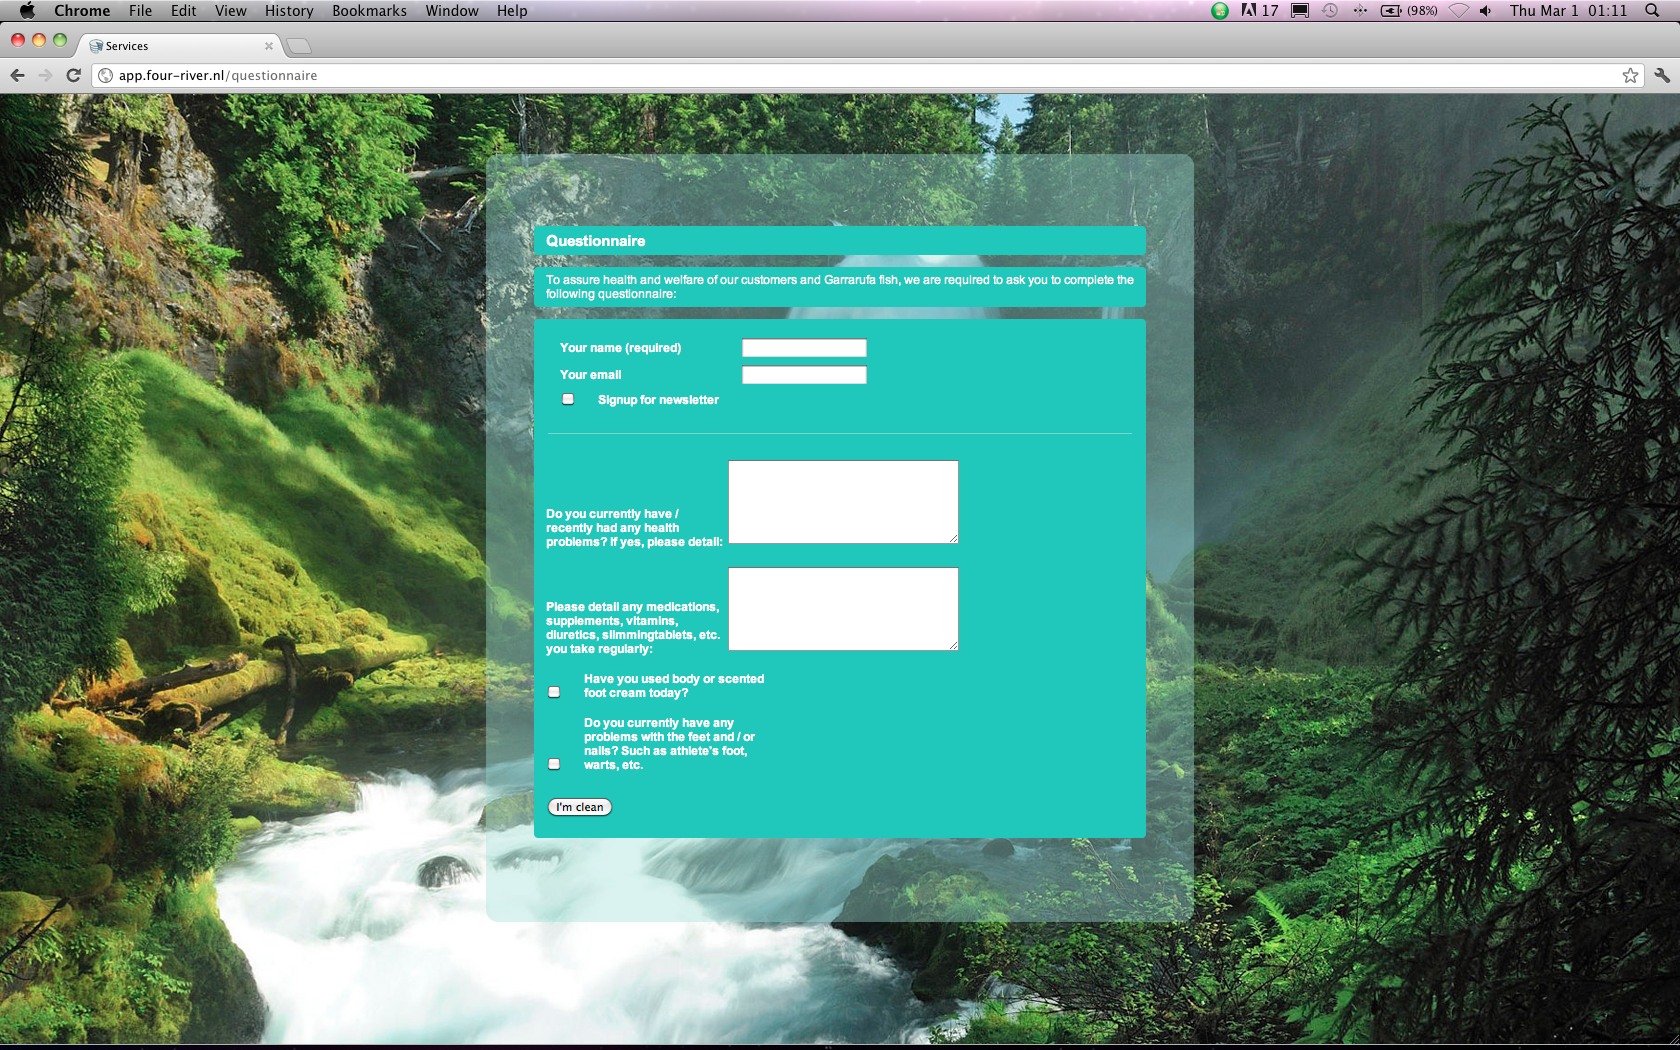 Chrome File Edit View History Bookmarks Window Help 17 (98%) Thu Mar 1 01:11
Services
app.four-river.nl/questionnaire
Questionnaire
To assure health and welfare of our customers and Garrarufa fish, we are required to ask you to complete the
following questionnaire:
Your name (required)
Your email
Signup for newsletter
Do you currently have /
recently had any health
problems? If yes, please detail:
Please detail any medications,
supplements, vitamins,
diuretics, slimmingtablets, etc.
you take regularly:
Have you used body or scented
foot cream today?
Do you currently have any
problems with the feet and / or
nails? Such as athlete's foot,
warts, etc.
I'm clean